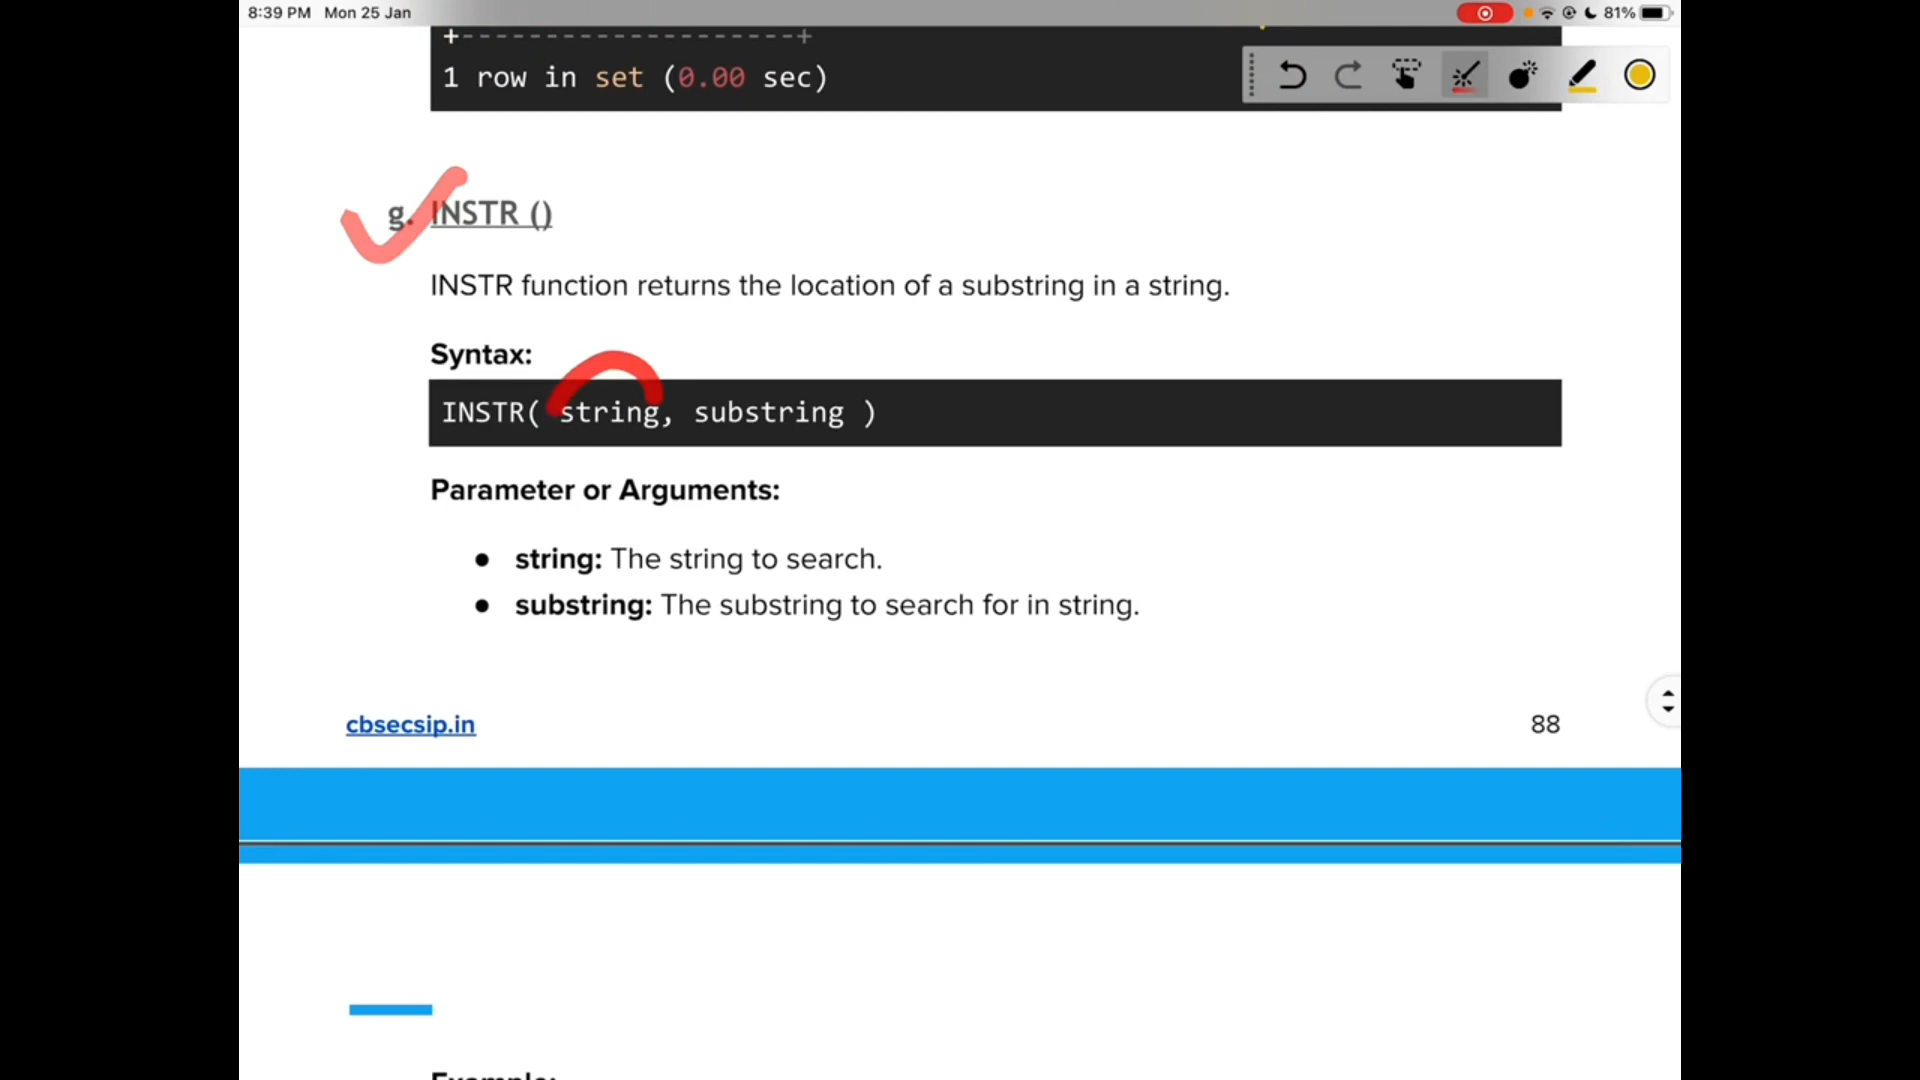 8:39 PM Mon 25 Jan
81%
+-------------------+
1 row in set (0.00 sec)
g. INSTR ()
INSTR function returns the location of a substring in a string.
Syntax:
INSTR( string, substring )
Parameter or Arguments:
● string: The string to search.
● substring: The substring to search for in string.
cbsecsip.in
88
Example: